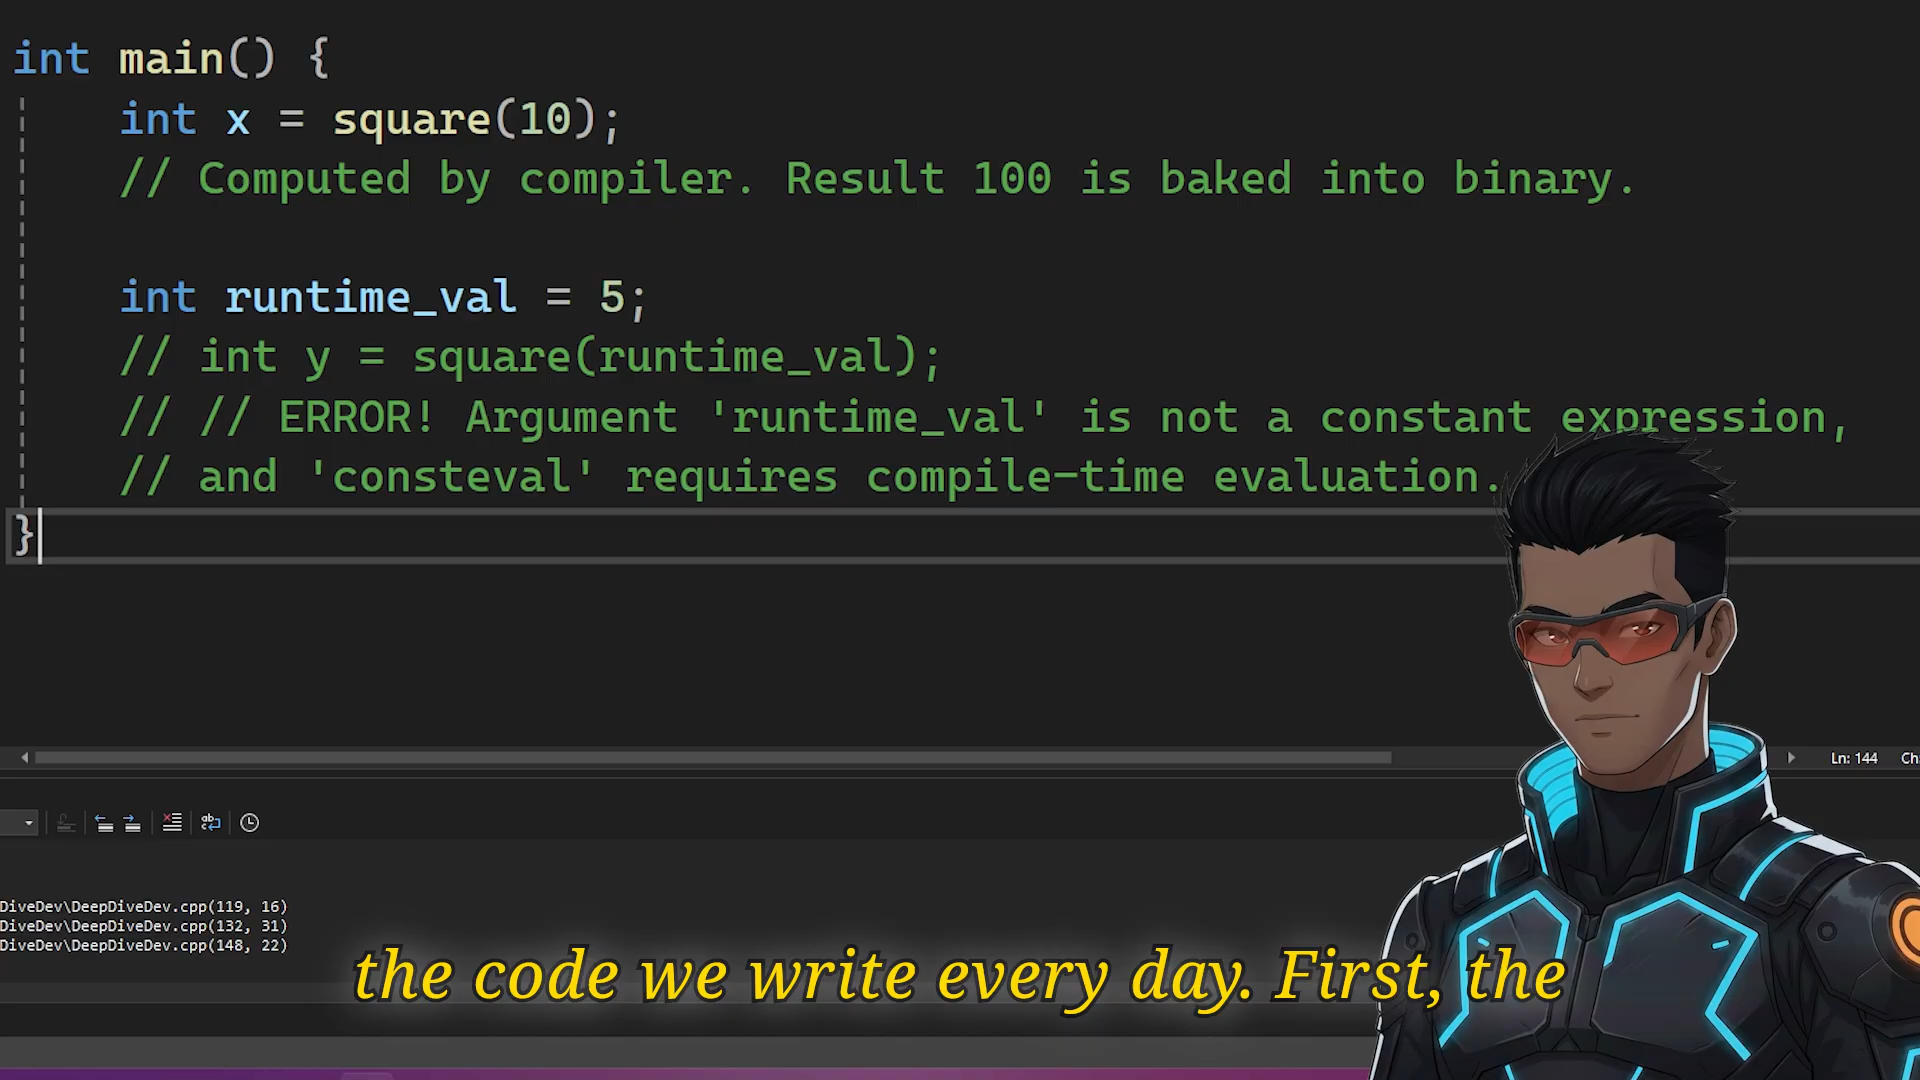 int main() {
int x = square(10);
// Computed by compiler. Result 100 is baked into binary.
int runtime_val = 5;
// int y = square(runtime_val);
// // ERROR! Argument 'runtime_val' is not a constant expression,
// and 'consteval' requires compile-time evaluation.
}
Ln: 144
DiveDev\DeepDiveDev.cpp(119, 16)
DiveDev\DeepDiveDev.cpp(132, 31)
DiveDev\DeepDiveDev.cpp(148, 22)
the code we write every day. First, the